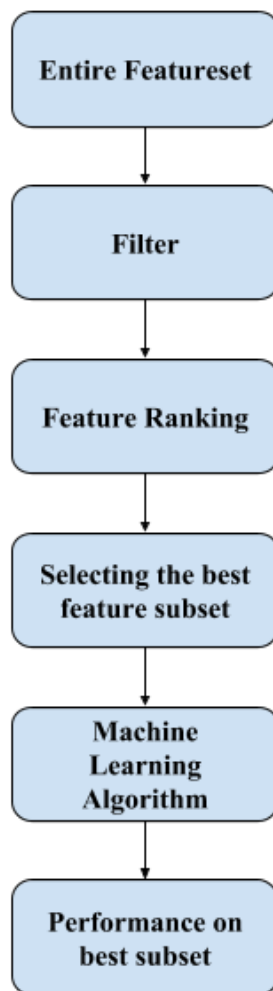 Entire Featureset
Filter
Feature Ranking
Selecting the best
feature subset
Machine
Learning
Algorithm
Performance on
best subset